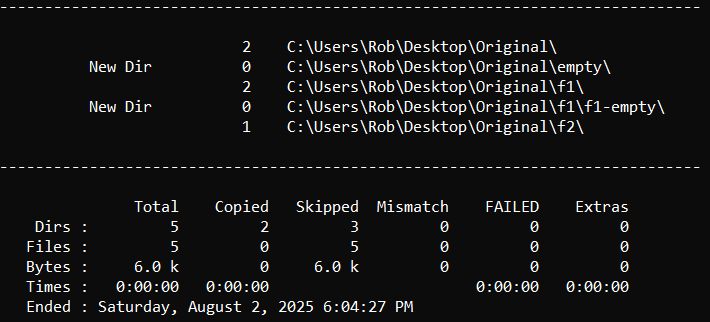 ------------------------------------------------------------------------------
2    C:\Users\Rob\Desktop\Original\
New Dir          0    C:\Users\Rob\Desktop\Original\empty\
2    C:\Users\Rob\Desktop\Original\f1\
New Dir          0    C:\Users\Rob\Desktop\Original\f1\f1-empty\
1    C:\Users\Rob\Desktop\Original\f2\
------------------------------------------------------------------------------
Total    Copied   Skipped  Mismatch    FAILED    Extras
Dirs :         5         2         3         0         0         0
Files :         5         0         5         0         0         0
Bytes :     6.0 k         0     6.0 k         0         0         0
Times :   0:00:00   0:00:00                       0:00:00   0:00:00
Ended : Saturday, August 2, 2025 6:04:27 PM